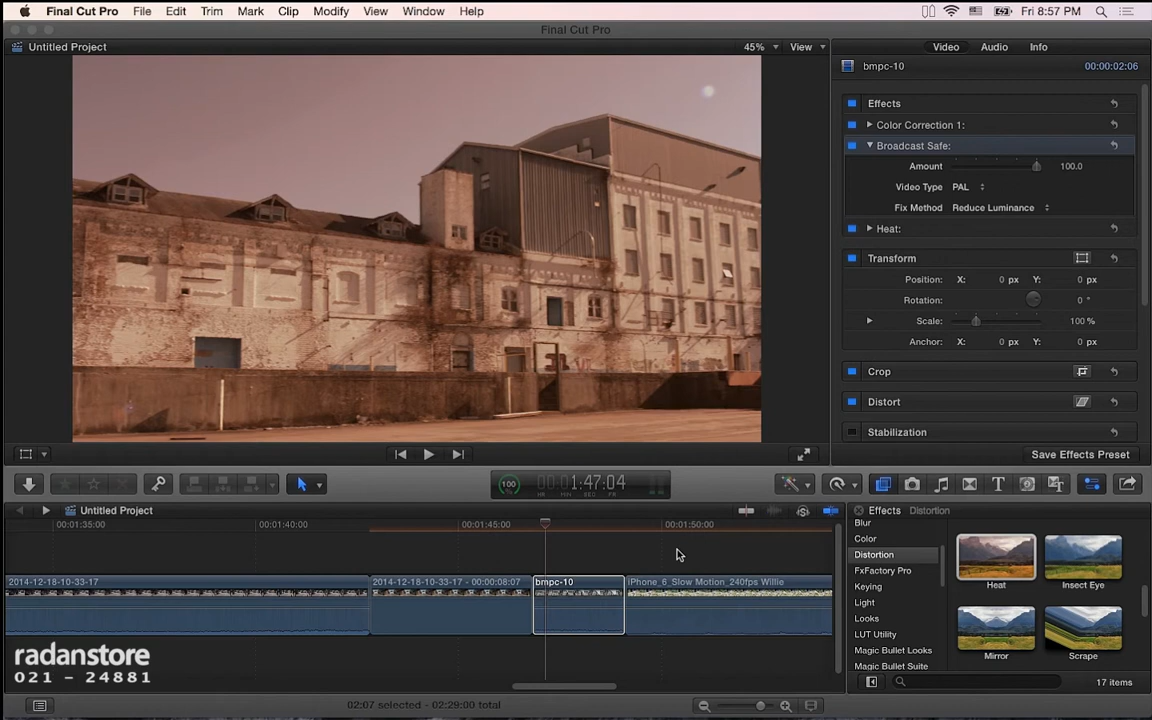 Final Cut Pro File Edit Trim Mark Clip Modify View Window Help Fri 8:57 PM
Final Cut Pro
Untitled Project 45% View Video Audio Info
bmpc-10 00:00:02:06
Effects
Color Correction 1:
Broadcast Safe:
Amount 100.0
Video Type PAL
Fix Method Reduce Luminance
Heat:
Transform
Position: X: 0 px Y: 0 px
Rotation: 0 °
Scale: 100 %
Anchor: X: 0 px Y: 0 px
Crop
Distort
Stabilization
Save Effects Preset
100 00:00:1:47:04
HR MIN SEC FR
Untitled Project
00:01:35:00 00:01:40:00 00:01:45:00 00:01:50:00
2014-12-18-10-33-17 2014-12-18-10-33-17 - 00:00:08:07 bmpc-10 iPhone_6_Slow Motion_240fps Willie
Effects Distortion
Blur
Color
Distortion
FxFactory Pro
Keying
Light
Looks
LUT Utility
Magic Bullet Looks
Magic Bullet Suite
Heat Insect Eye
Mirror Scrape
17 items
radanstore
021 - 24881
02:07 selected - 02:29:00 total